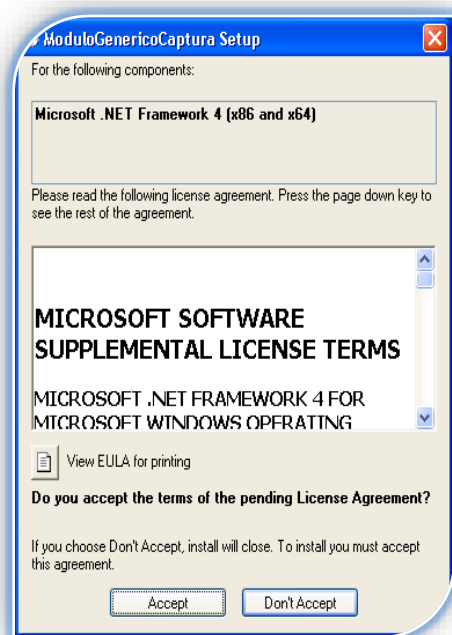 ModuloGenericoCaptura Setup
For the following components:
Microsoft .NET Framework 4 (x86 and x64)
Please read the following license agreement. Press the page down key to
see the rest of the agreement.
MICROSOFT SOFTWARE
SUPPLEMENTAL LICENSE TERMS
MICROSOFT .NET FRAMEWORK 4 FOR
MICROSOFT WINDOWS OPERATING
View EULA for printing
Do you accept the terms of the pending License Agreement?
If you choose Don't Accept, install will close. To install you must accept
this agreement.
Accept
Don't Accept